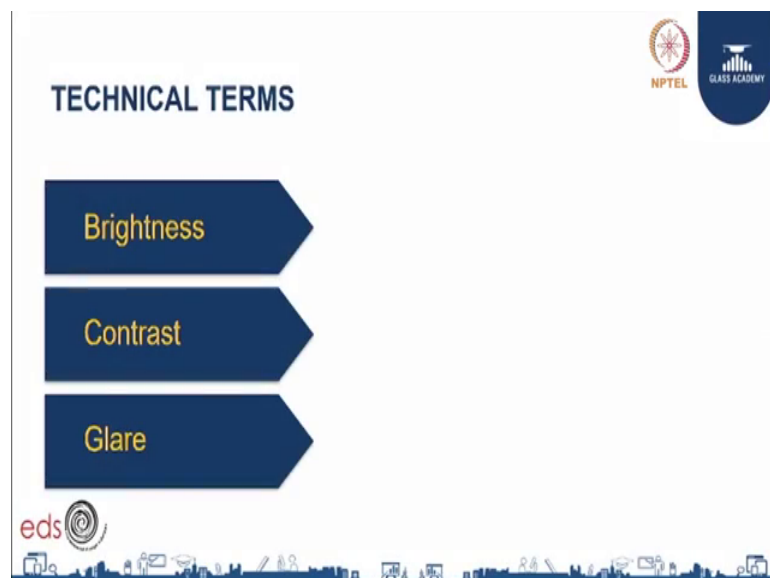 NPTEL
GLASS ACADEMY
TECHNICAL TERMS
Brightness
Contrast
Glare
eds